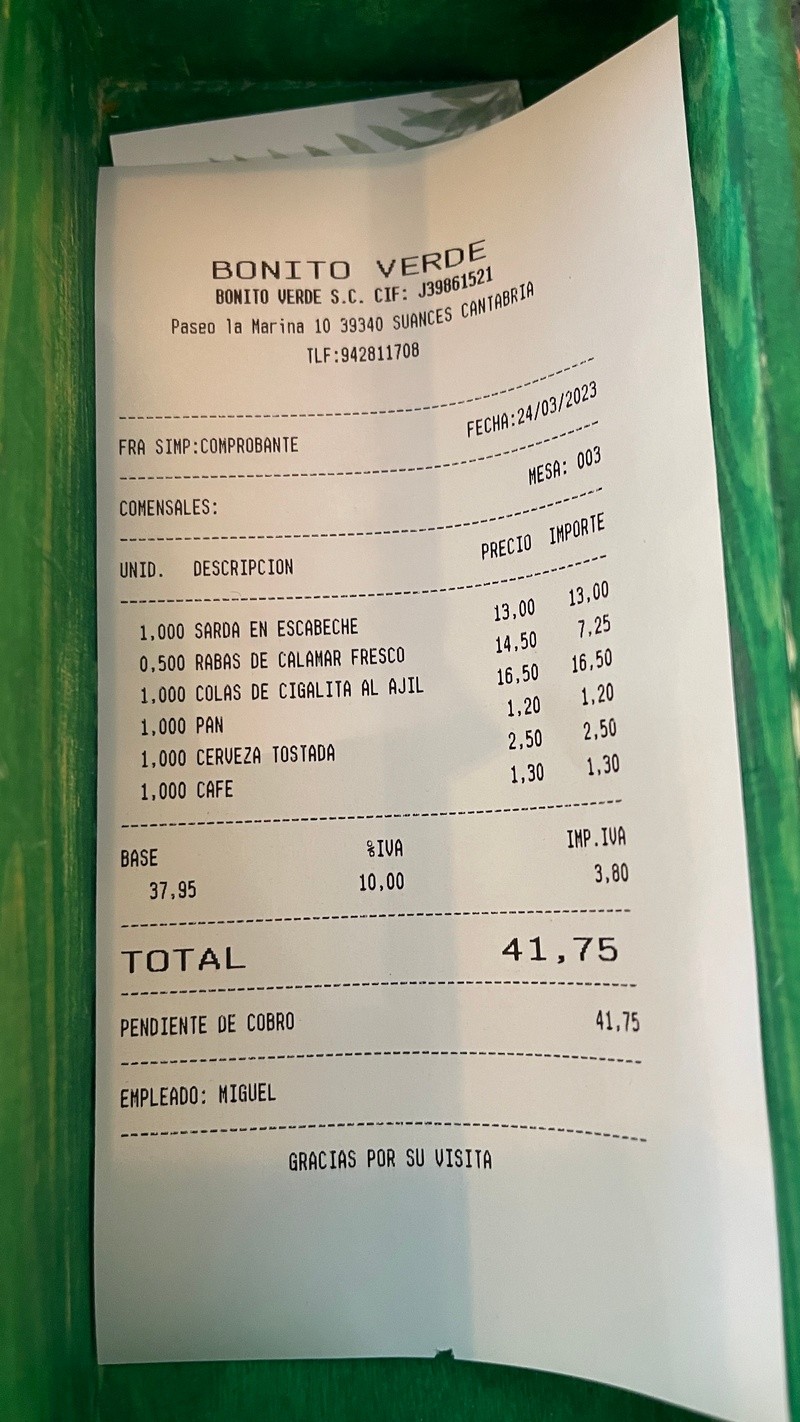 BONITO VERDE
BONITO VERDE S.C. CIF: J39861521
Paseo la Marina 10 39340 SUANCES CANTABRIA
TLF:942811708
FRA SIMP:COMPROBANTE FECHA:24/03/2023
COMENSALES: MESA: 003
UNID. DESCRIPCION PRECIO IMPORTE
1,000 SARDA EN ESCABECHE 13,00 13,00
0,500 RABAS DE CALAMAR FRESCO 14,50 7,25
1,000 COLAS DE CIGALITA AL AJIL 16,50 16,50
1,000 PAN 1,20 1,20
1,000 CERVEZA TOSTADA 2,50 2,50
1,000 CAFE 1,30 1,30
BASE %IVA IMP.IVA
37,95 10,00 3,80
TOTAL 41,75
PENDIENTE DE COBRO 41,75
EMPLEADO: MIGUEL
GRACIAS POR SU VISITA